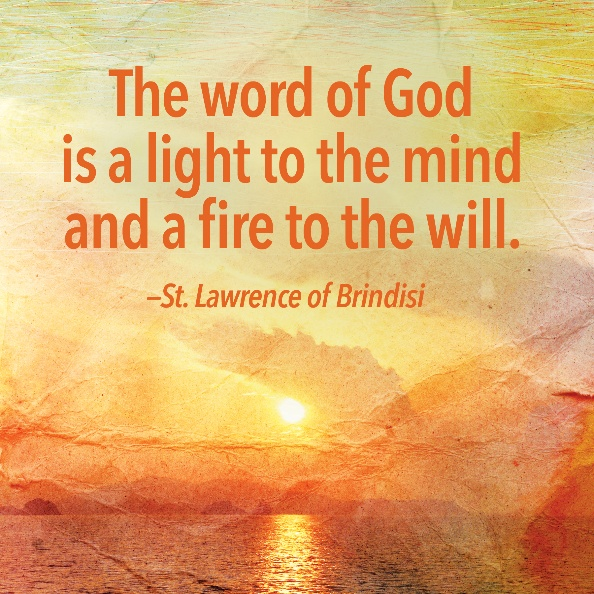 The word of God
is a light to the mind
and a fire to the will.
–St. Lawrence of Brindisi